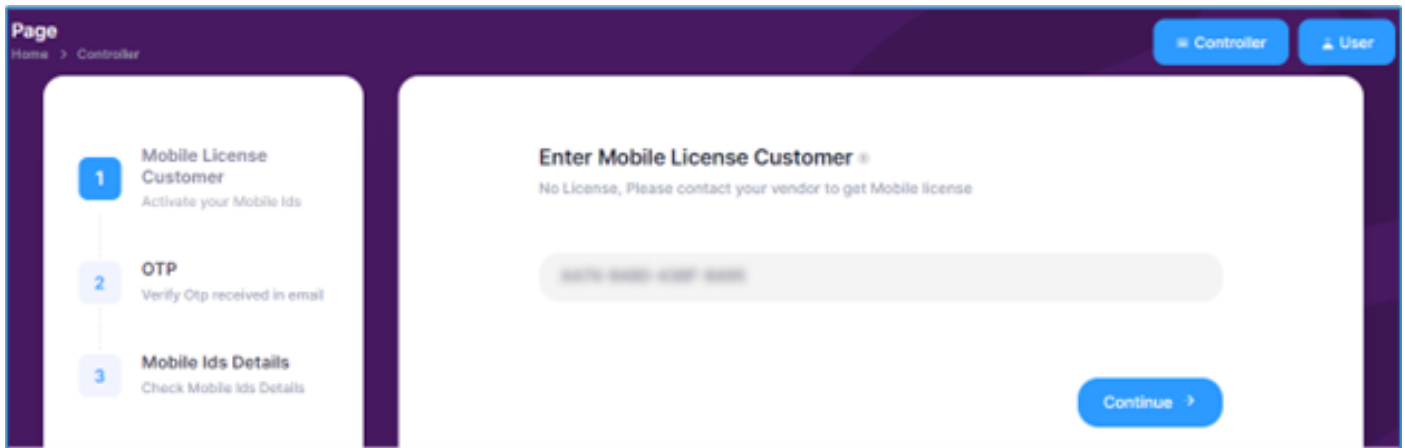 Page
Home > Controller
Controller
User
1
Mobile License
Customer
Activate your Mobile Ids
2
OTP
Verify Otp received in email
3
Mobile Ids Details
Check Mobile Ids Details
Enter Mobile License Customer
No License, Please contact your vendor to get Mobile license
Continue →